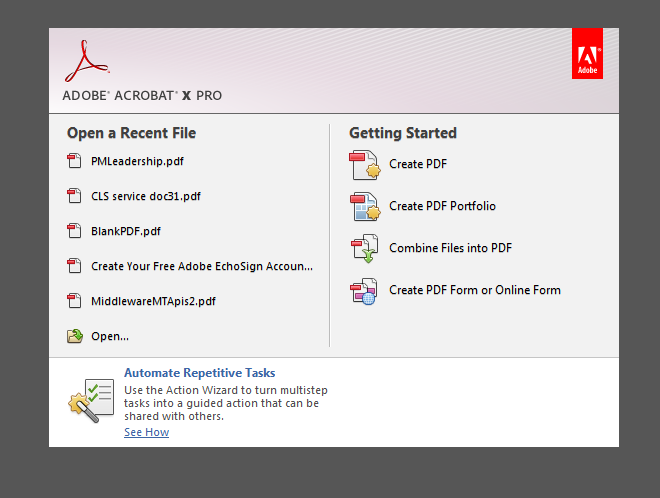 Adobe
ADOBE® ACROBAT® X PRO
Open a Recent File
PMLeadership.pdf
CLS service doc31.pdf
BlankPDF.pdf
Create Your Free Adobe EchoSign Accoun...
MiddlewareMTApis2.pdf
Open...
Getting Started
Create PDF
Create PDF Portfolio
Combine Files into PDF
Create PDF Form or Online Form
Automate Repetitive Tasks
Use the Action Wizard to turn multistep
tasks into a guided action that can be
shared with others.
See How